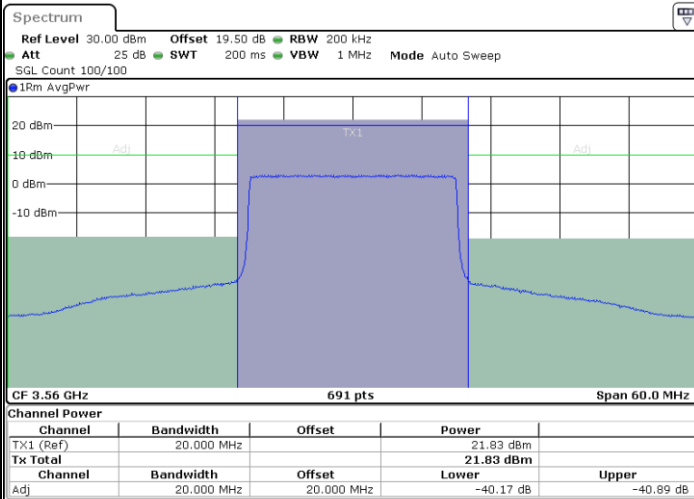 Spectrum
Ref Level 30.00 dBm Offset 19.50 dB RBW 200 kHz
Att 25 dB SWT 200 ms VBW 1 MHz Mode Auto Sweep
SGL Count 100/100
1Rm AvgPwr
20 dBm
TX1
Adj Adj
10 dBm
0 dBm
-10 dBm
CF 3.56 GHz 691 pts Span 60.0 MHz
Channel Power
Channel Bandwidth Offset Power
TX1 (Ref) 20.000 MHz 21.83 dBm
Tx Total 21.83 dBm
Channel Bandwidth Offset Lower Upper
Adj 20.000 MHz 20.000 MHz -40.17 dB -40.89 dB